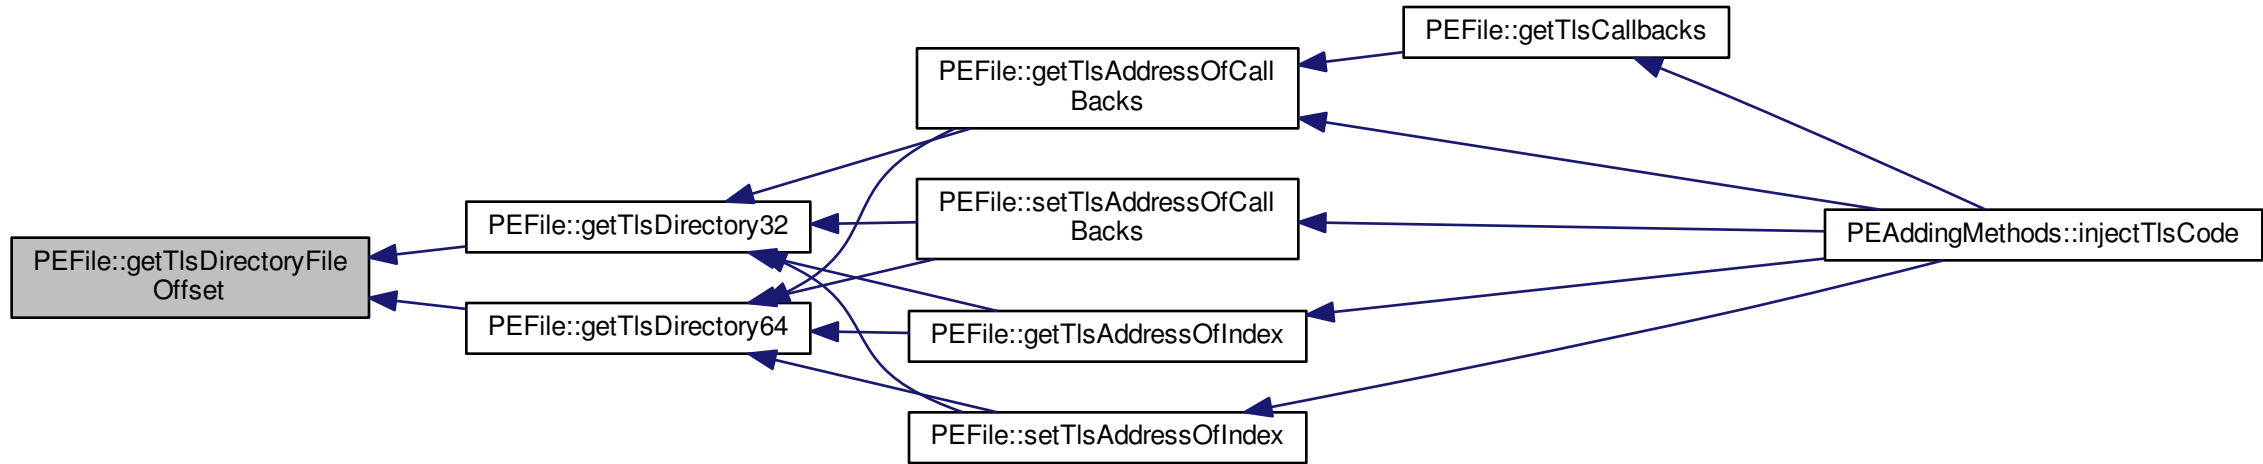 PEFile::getTlsDirectoryFile
Offset
PEFile::getTlsDirectory32
PEFile::getTlsDirectory64
PEFile::getTlsAddressOfCall
Backs
PEFile::setTlsAddressOfCall
Backs
PEFile::getTlsAddressOfIndex
PEFile::setTlsAddressOfIndex
PEFile::getTlsCallbacks
PEAddingMethods::injectTlsCode